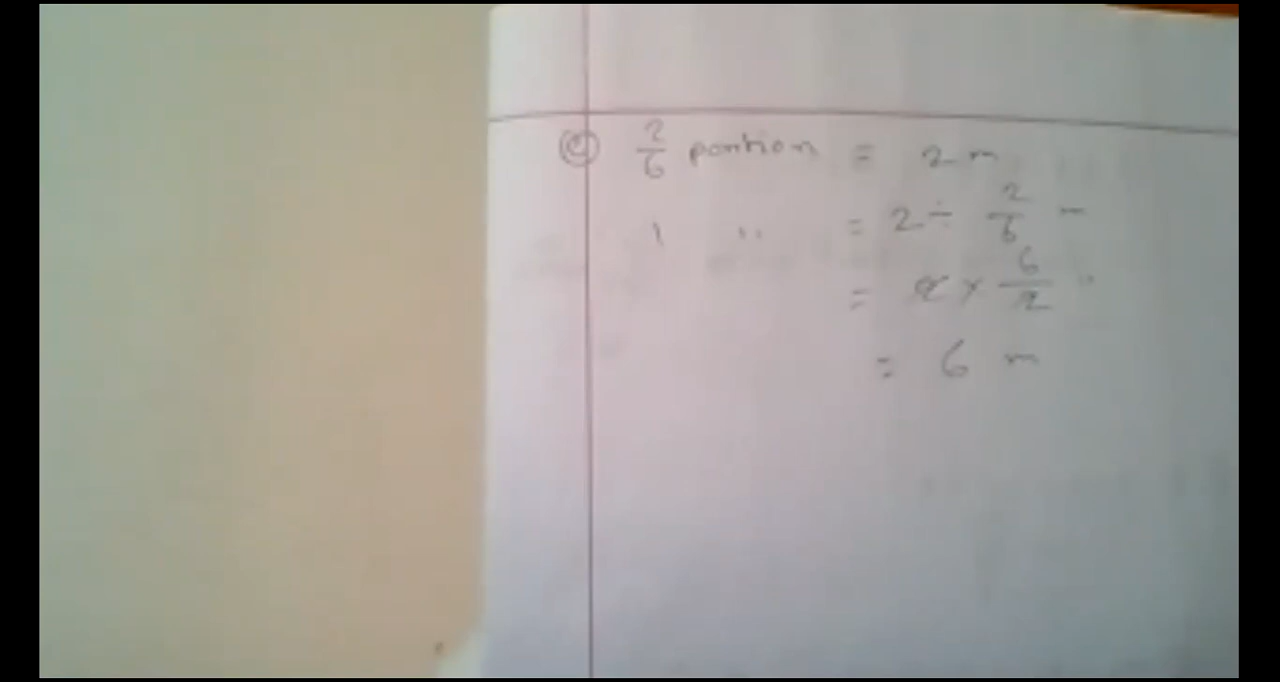 (c) 2/6 portion = 2 m
1 " = 2 ÷ 2/6 "
= 2 × 6/2 "
= 6 m